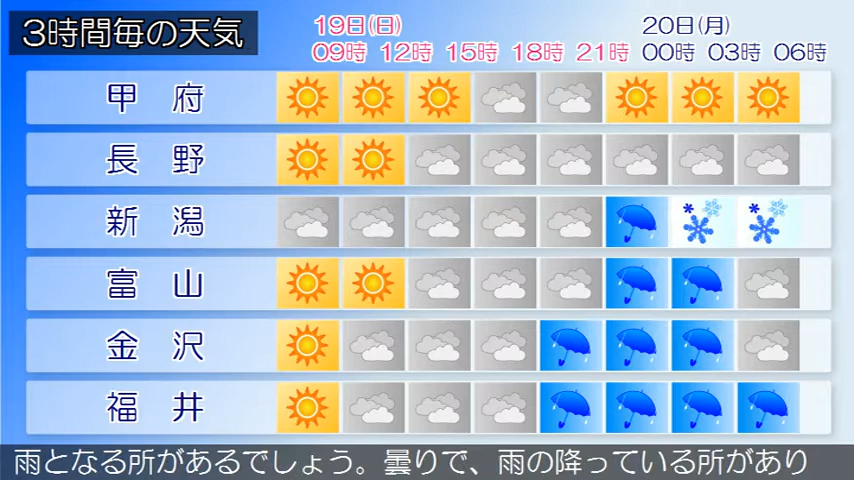 3時間毎の天気
19日(日) 20日(月)
09時 12時 15時 18時 21時 00時 03時 06時
甲府
長野
新潟
富山
金沢
福井
雨となる所があるでしょう。曇りで、雨の降っている所があり